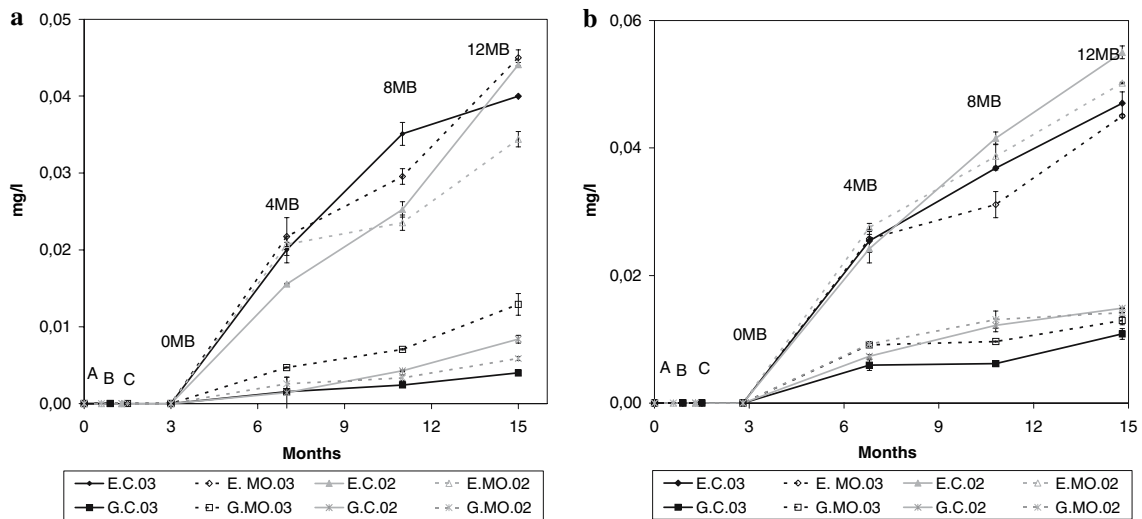 a
0,05
0,04
0,03
0,02
0,01
0,00
mg/l
A
B
C
0MB
4MB
8MB
12MB
0
3
6
9
12
15
Months
E.C.03
E. MO.03
E.C.02
E.MO.02
G.C.03
G.MO.03
G.C.02
G.MO.02
b
0,06
0,04
0,02
0,00
mg/l
A
B
C
0MB
4MB
8MB
12MB
0
3
6
9
12
15
Months
E.C.03
E. MO.03
E.C.02
E.MO.02
G.C.03
G.MO.03
G.C.02
G.MO.02